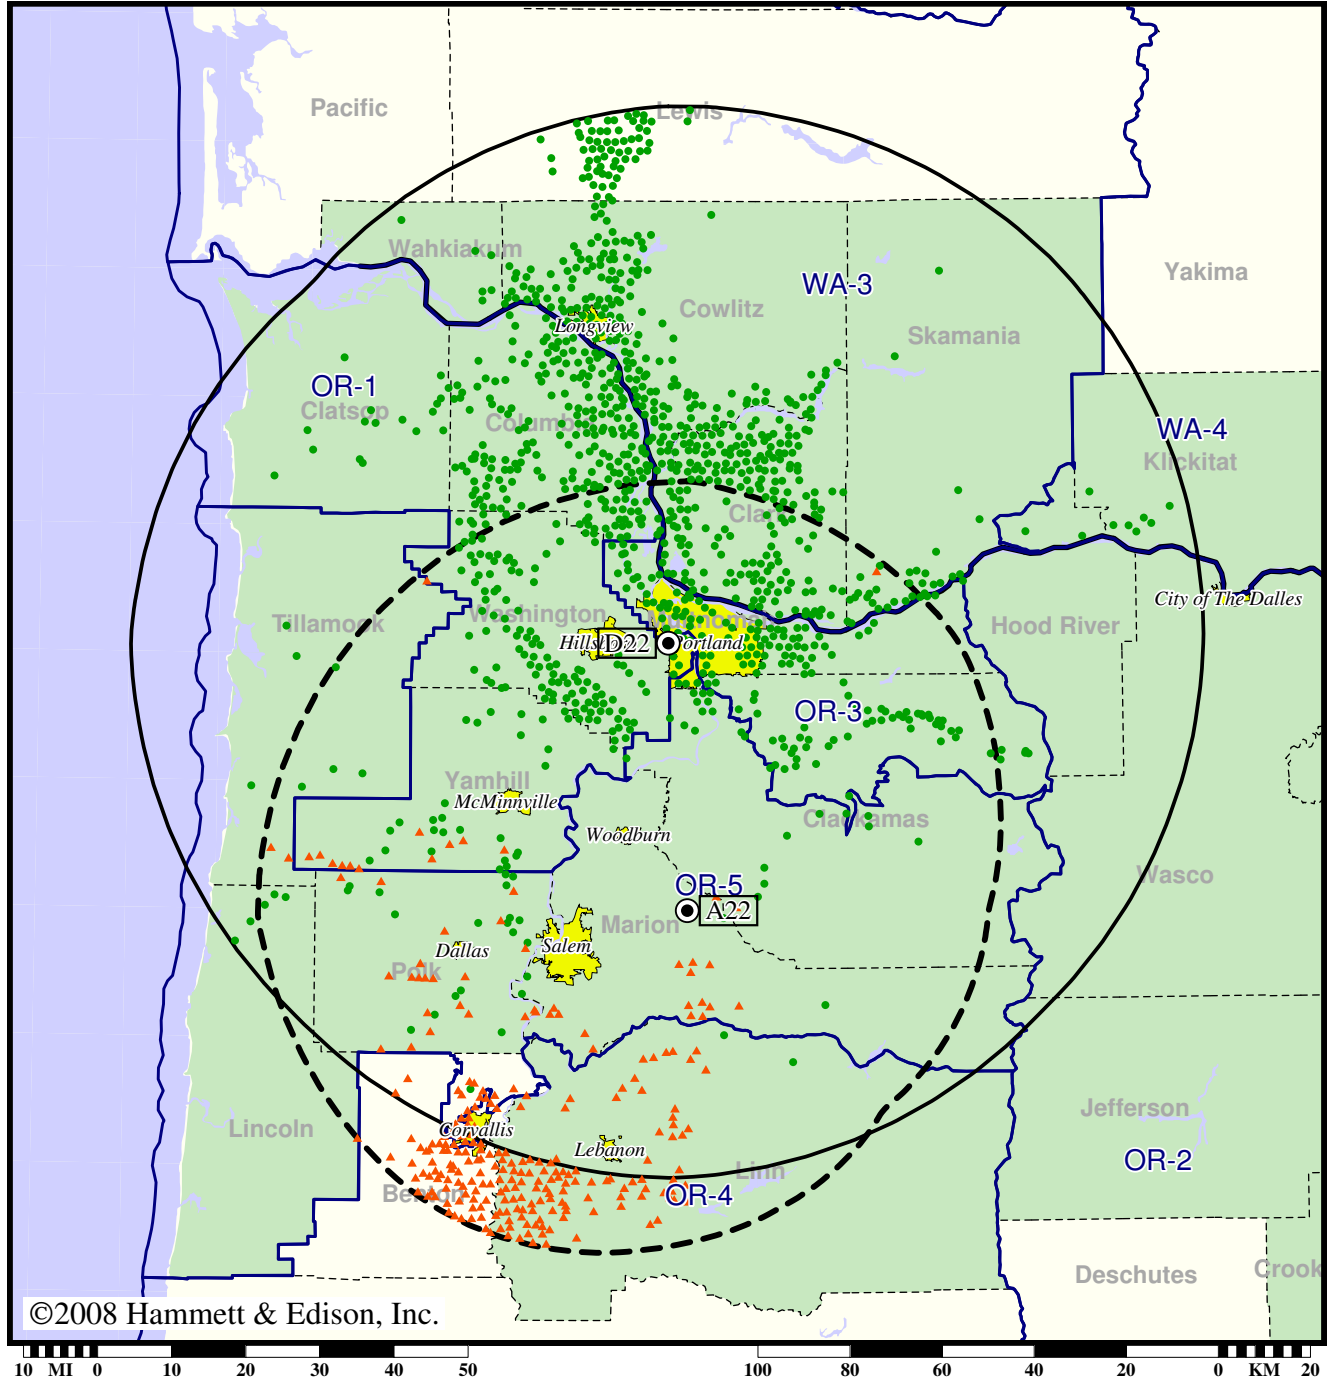 Pacific
Lewis
Wahkiakum
Yakima
WA-3
Cowlitz
Skamania
Longview
OR-1
Clatsop
Columbia
WA-4
Klickitat
Clark
City of The Dalles
Washington
Multnomah
Tillamook
Hood River
Hillsboro
D22
Portland
OR-3
Yamhill
McMinnville
Woodburn
Clackamas
Wasco
OR-5
A22
Marion
Dallas
Salem
Polk
Jefferson
Lincoln
Corvallis
Lebanon
OR-2
Linn
Benton
OR-4
Deschutes
Crook
©2008 Hammett & Edison, Inc.
10 MI 0 10 20 30 40 50 100 80 60 40 20 0 KM 20